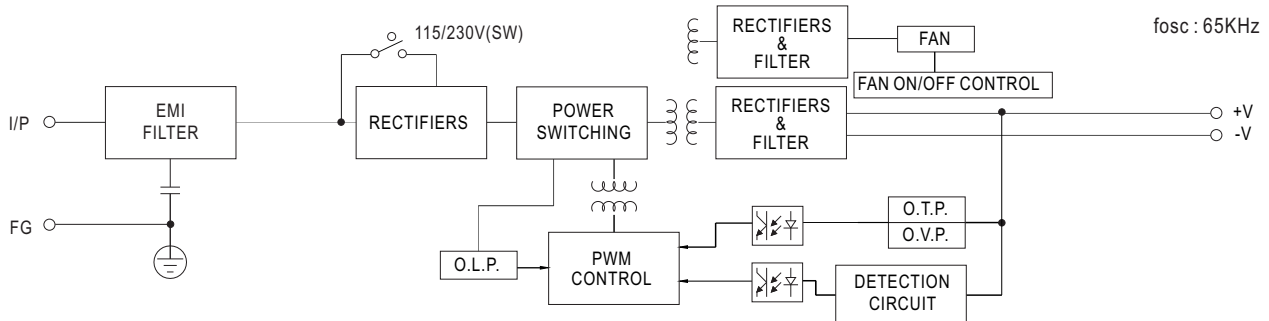 115/230V(SW)
RECTIFIERS
&
FILTER
FAN
fosc : 65KHz
FAN ON/OFF CONTROL
I/P
EMI
FILTER
RECTIFIERS
POWER
SWITCHING
RECTIFIERS
&
FILTER
+V
-V
FG
O.L.P.
PWM
CONTROL
O.T.P.
O.V.P.
DETECTION
CIRCUIT